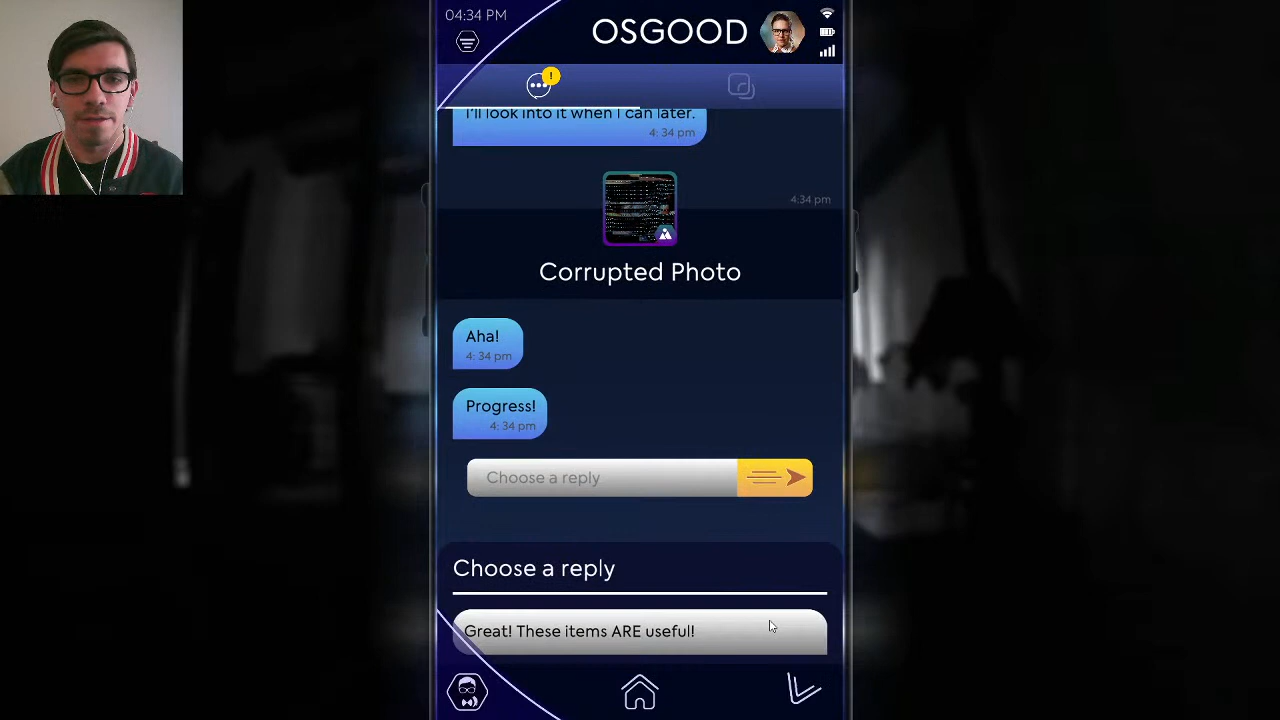 04:34 PM
OSGOOD
!
I'll look into it when I can later.
4: 34 pm
4:34 pm
Corrupted Photo
Aha!
4: 34 pm
Progress!
4: 34 pm
Choose a reply
Choose a reply
Great! These items ARE useful!